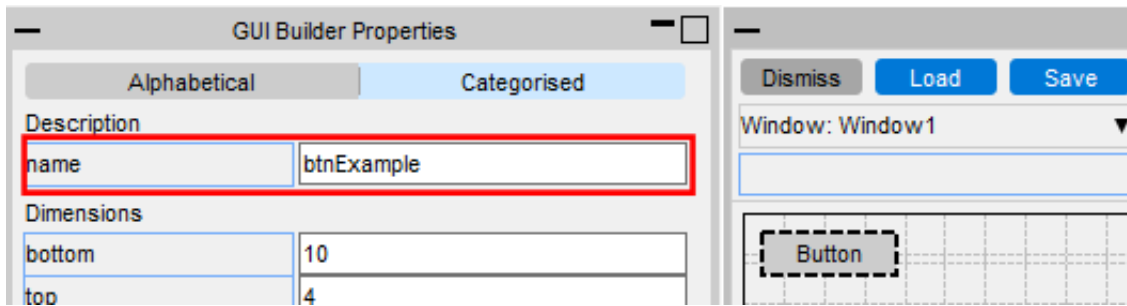 GUI Builder Properties
Alphabetical Categorised
Description
name btnExample
Dimensions
bottom 10
top 4
Dismiss Load Save
Window: Window1
Button